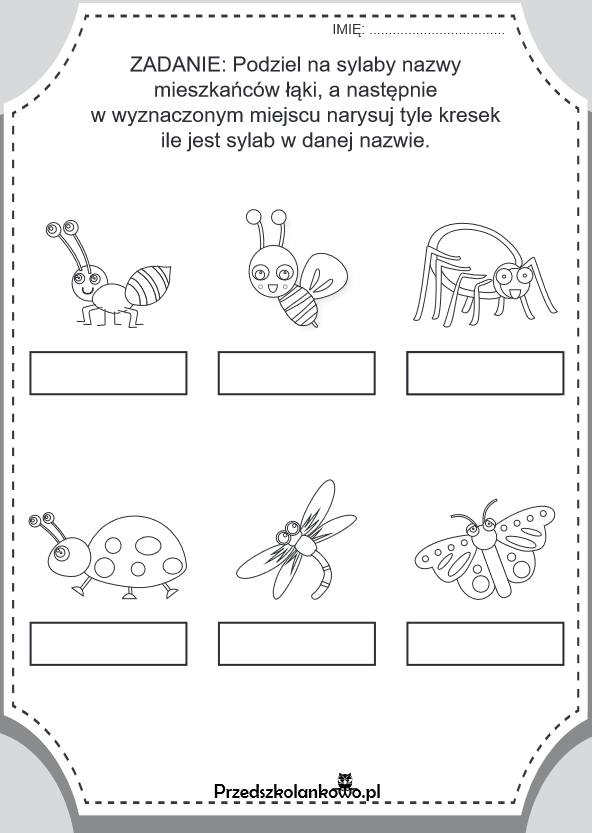 IMIĘ: ...................................
ZADANIE: Podziel na sylaby nazwy
mieszkańców łąki, a następnie
w wyznaczonym miejscu narysuj tyle kresek
ile jest sylab w danej nazwie.
Przedszkolankowo.pl